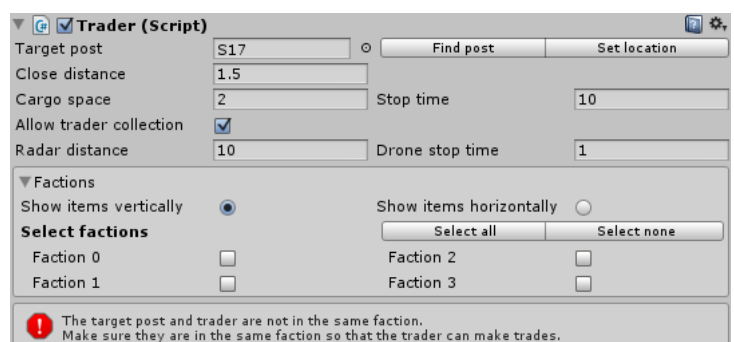 Trader (Script)
Target post S17 Find post Set location
Close distance 1.5
Cargo space 2 Stop time 10
Allow trader collection
Radar distance 10 Drone stop time 1
Factions
Show items vertically Show items horizontally
Select factions Select all Select none
Faction 0 Faction 2
Faction 1 Faction 3
The target post and trader are not in the same faction.
Make sure they are in the same faction so that the trader can make trades.